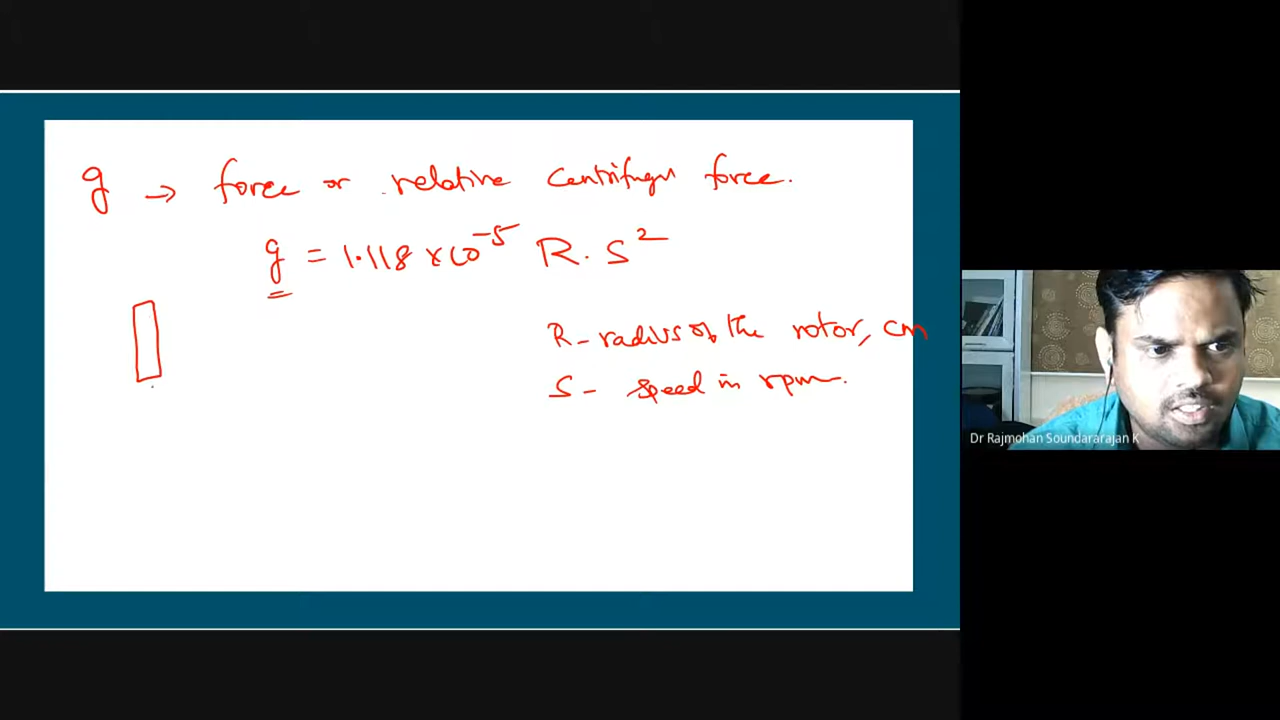 g → force or relative centrifugal force.
g = 1.118 × 10⁻⁵ R. S²
R - radius of the rotor, cm
S - speed in rpm.
Dr Rajmohan Soundararajan K